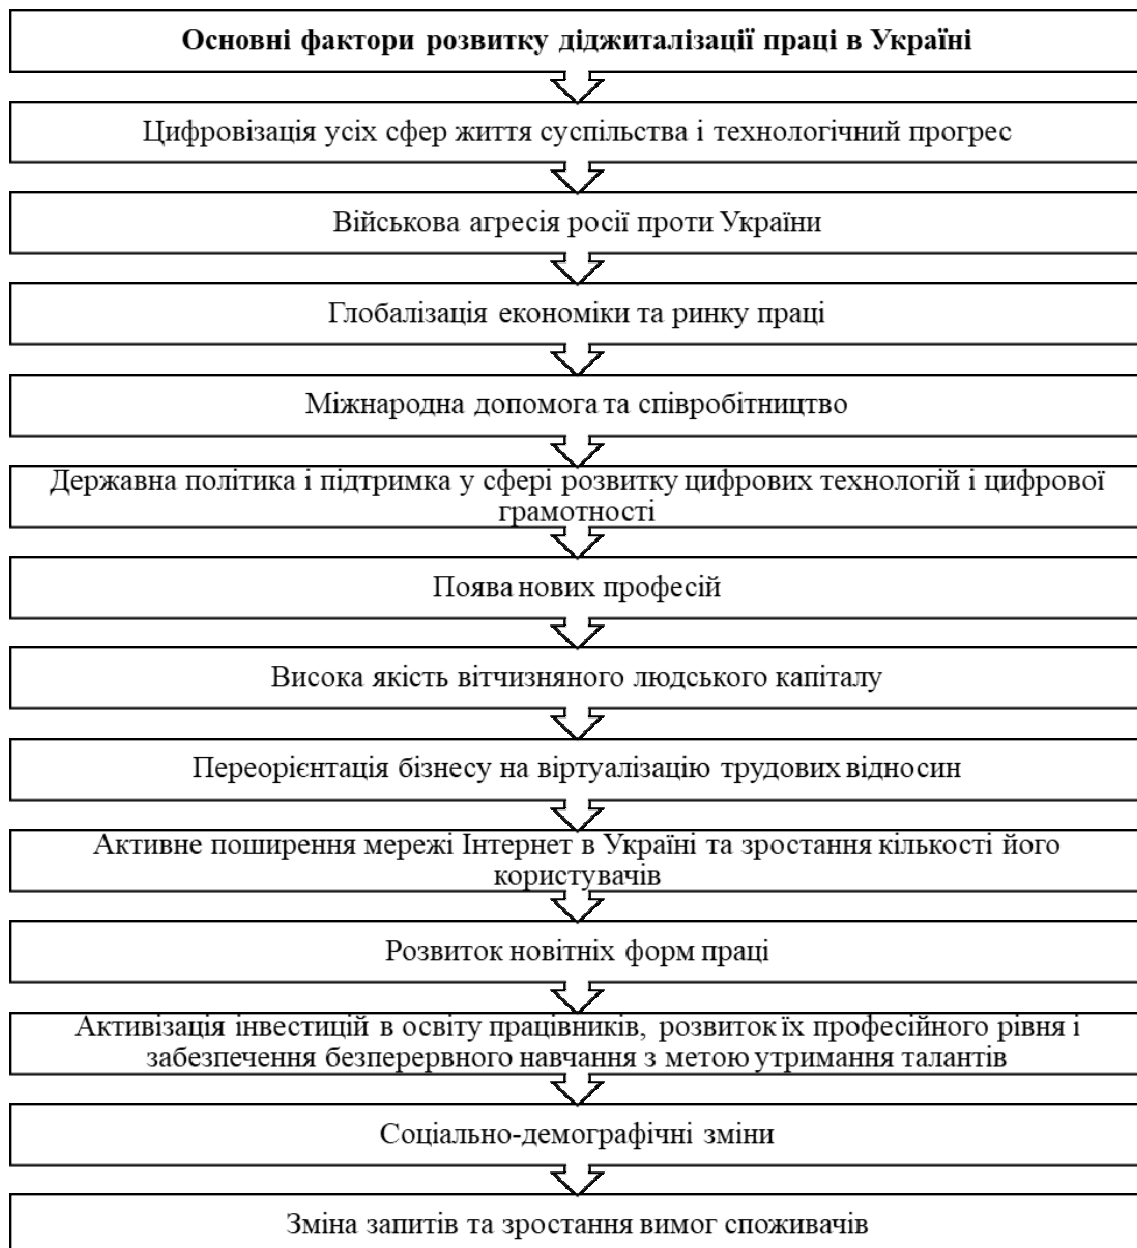 Основні фактори розвитку діджиталізації праці в Україні
Цифровізація усіх сфер життя суспільства і технологічний прогрес
Військова агресія росії проти України
Глобалізація економіки та ринку праці
Міжнародна допомога та співробітництво
Державна політика і підтримка у сфері розвитку цифрових технологій і цифрової
грамотності
Поява нових професій
Висока якість вітчизняного людського капіталу
Переорієнтація бізнесу на віртуалізацію трудових відносин
Активне поширення мережі Інтернет в Україні та зростання кількості його
користувачів
Розвиток новітніх форм праці
Активізація інвестицій в освіту працівників, розвиток їх професійного рівня і
забезпечення безперервного навчання з метою утримання талантів
Соціально-демографічні зміни
Зміна запитів та зростання вимог споживачів